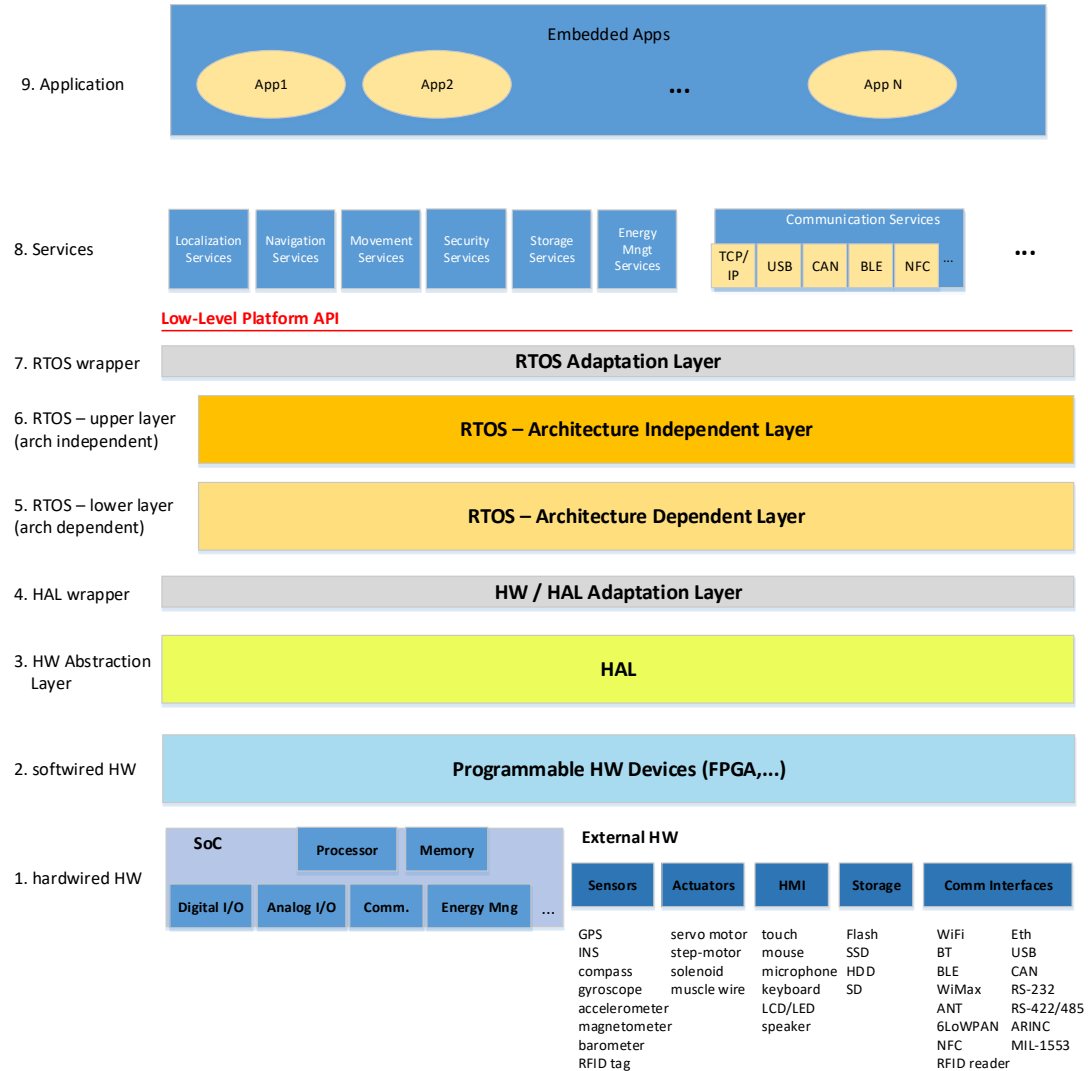 Embedded Apps
9. Application
App1
App2
...
App N
8. Services
Localization
Services
Navigation
Services
Movement
Services
Security
Services
Storage
Services
Energy
Mngt
Services
Communication Services
TCP/
IP
USB
CAN
BLE
NFC
...
...
Low-Level Platform API
7. RTOS wrapper
RTOS Adaptation Layer
6. RTOS – upper layer
(arch independent)
RTOS – Architecture Independent Layer
5. RTOS – lower layer
(arch dependent)
RTOS – Architecture Dependent Layer
4. HAL wrapper
HW / HAL Adaptation Layer
3. HW Abstraction
Layer
HAL
2. softwired HW
Programmable HW Devices (FPGA,...)
1. hardwired HW
SoC
Processor
Memory
Digital I/O
Analog I/O
Comm.
Energy Mng
...
External HW
Sensors
Actuators
HMI
Storage
Comm Interfaces
GPS
INS
compass
gyroscope
accelerometer
magnetometer
barometer
RFID tag
servo motor
step-motor
solenoid
muscle wire
touch
mouse
microphone
keyboard
LCD/LED
speaker
Flash
SSD
HDD
SD
WiFi
BT
BLE
WiMax
ANT
6LoWPAN
NFC
RFID reader
Eth
USB
CAN
RS-232
RS-422/485
ARINC
MIL-1553